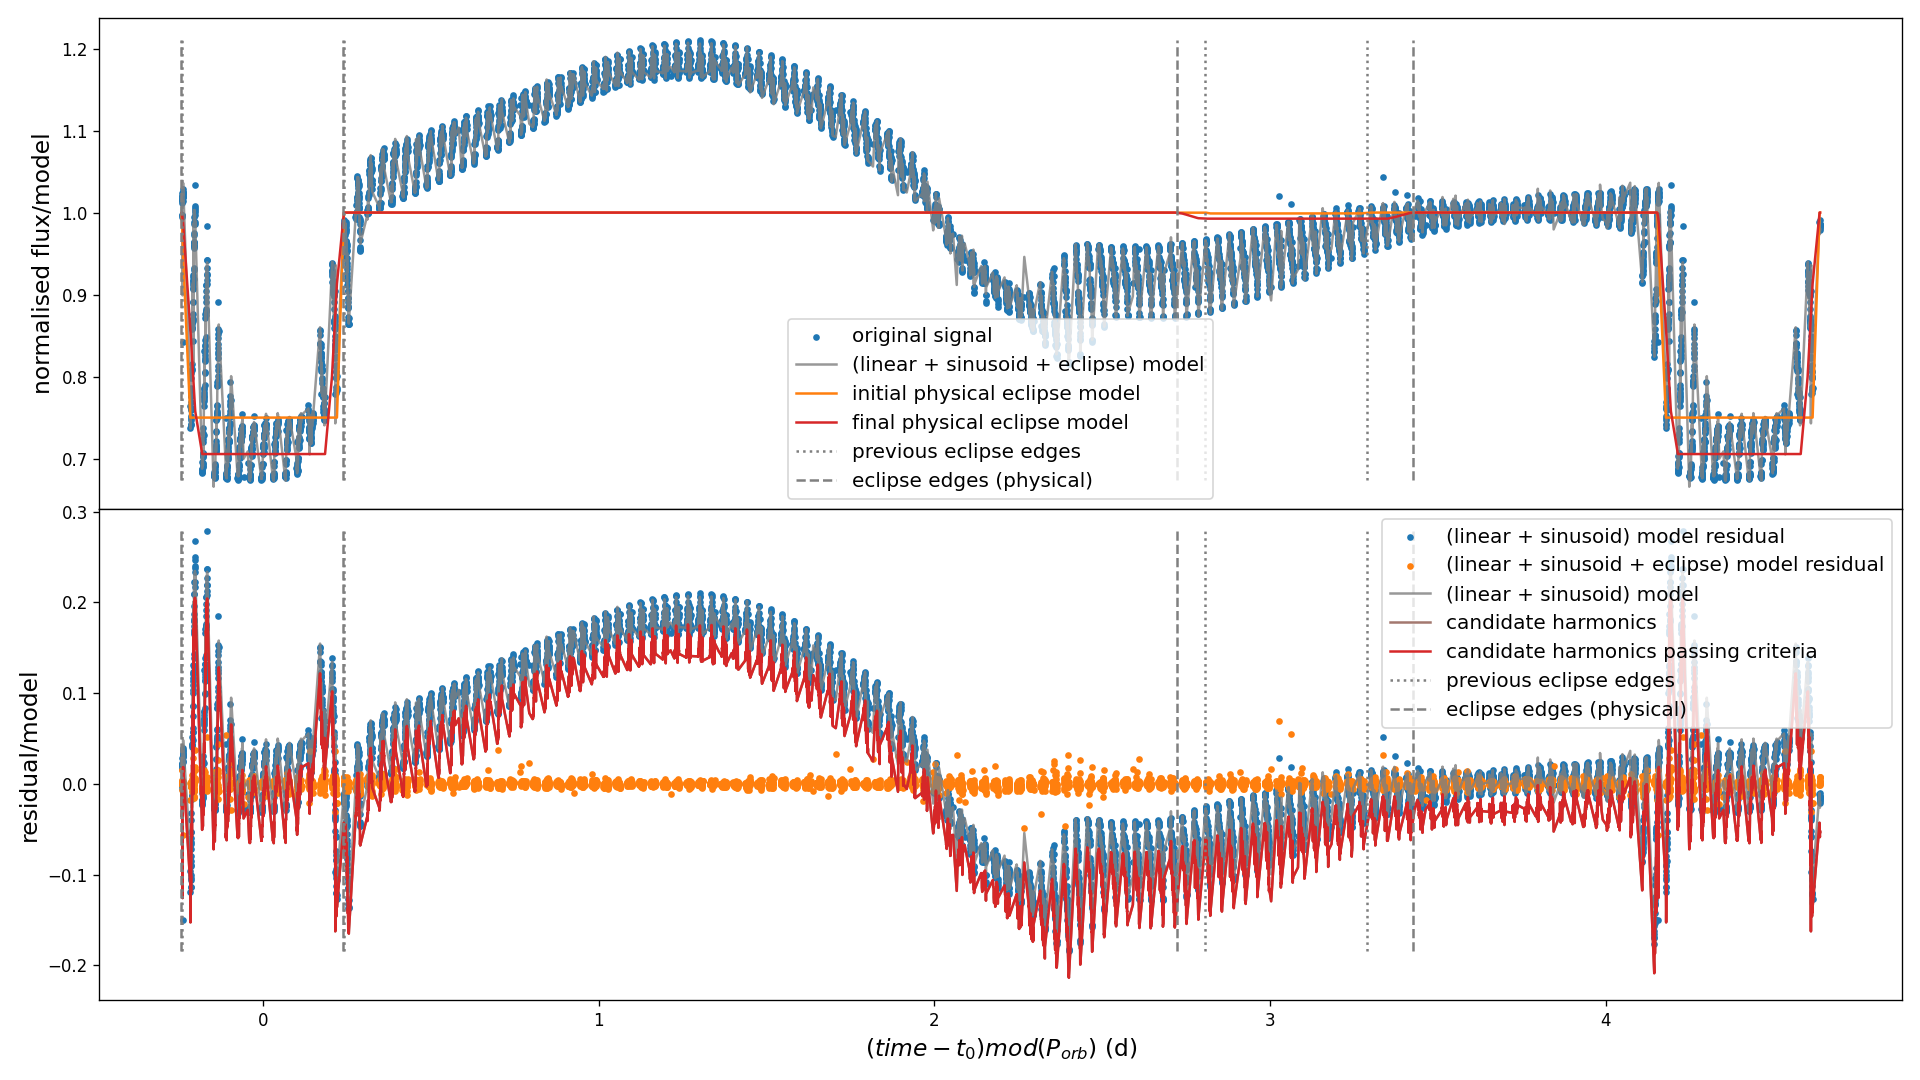 normalised flux/model
1.2
1.1
1.0
0.9
0.8
0.7
original signal
(linear + sinusoid + eclipse) model
initial physical eclipse model
final physical eclipse model
previous eclipse edges
eclipse edges (physical)
residual/model
0.3
0.2
0.1
0.0
−0.1
−0.2
(linear + sinusoid) model residual
(linear + sinusoid + eclipse) model residual
(linear + sinusoid) model
candidate harmonics
candidate harmonics passing criteria
previous eclipse edges
eclipse edges (physical)
0 1 2 3 4
(time − t₀)mod(P_orb) (d)